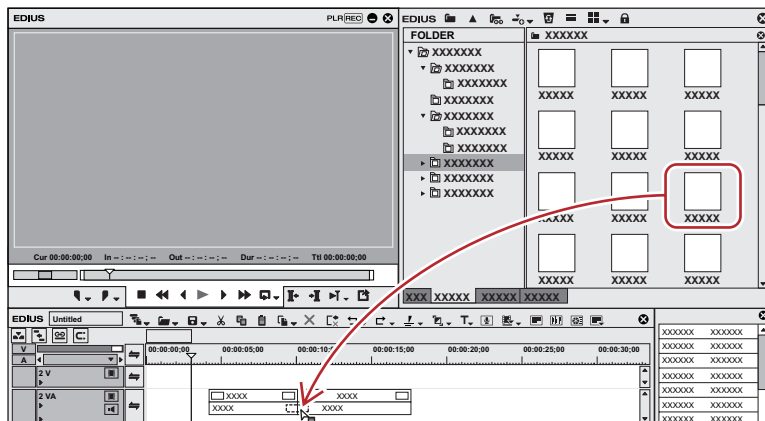 EDIUS PLR REC
Cur 00:00:00;00 In --:--:--;-- Out --:--:--;-- Dur --:--:--;-- Ttl 00:00:00;00
EDIUS
FOLDER
XXXXXXX
XXXXXXX
XXXXXXX
XXXXXXX
XXXXXXX
XXXXXXX
XXXXXXX
XXXXXXX
XXXXXXX
XXXXXXX
XXX XXXXX XXXXX XXXXX
XXXXXX
XXXXX XXXXX XXXXX
XXXXX XXXXX XXXXX
XXXXX XXXXX XXXXX
XXXXX XXXXX XXXXX
EDIUS Untitled
V
A
00:00:00;00 00:00:05;00 00:00:10;00 00:00:15;00 00:00:20;00 00:00:25;00 00:00:30;00
2 V
2 VA
XXXX XXXX
XXXX XXXX
XXXXXX XXXXXX
XXXXXX XXXXXX
XXXXXX XXXXXX
XXXXXX XXXXXX
XXXXXX XXXXXX
XXXXXX XXXXXX
XXXXXX XXXXXX